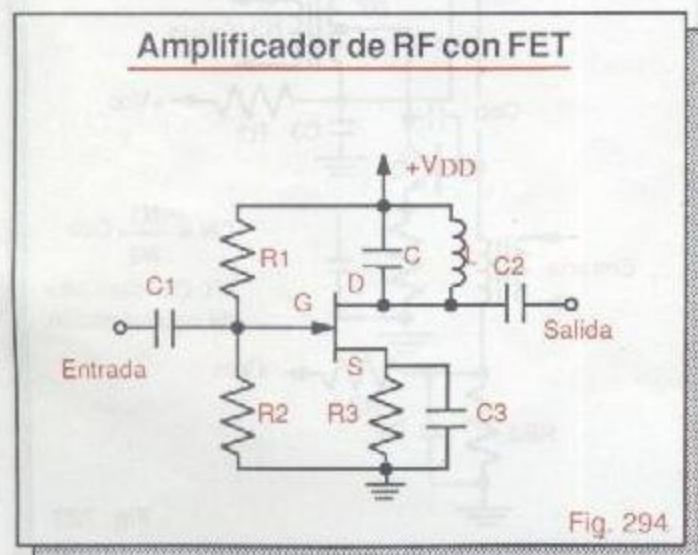 Amplificador de RF con FET
+VDD
R1
C
L
C2
C1
G
D
Entrada
Salida
S
R2
R3
C3
Fig. 294